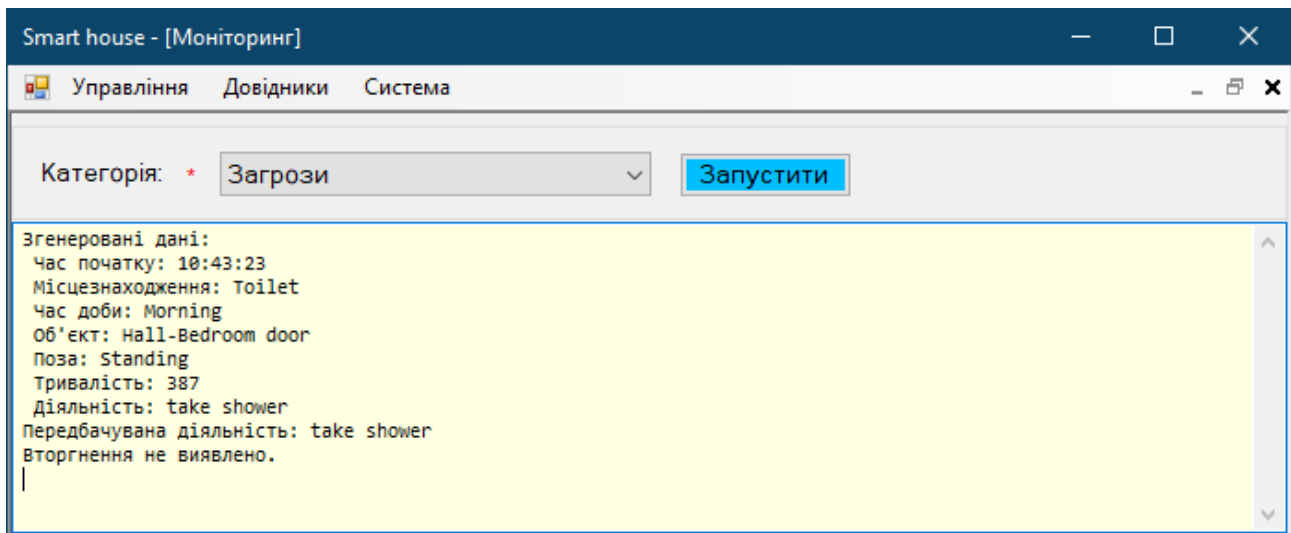 Smart house - [Моніторинг]
Управління Довідники Система
Категорія: * Загрози Запустити
Згенеровані дані:
Час початку: 10:43:23
Місцезнаходження: Toilet
Час доби: Morning
Об'єкт: Hall-Bedroom door
Поза: Standing
Тривалість: 387
Діяльність: take shower
Передбачувана діяльність: take shower
Вторгнення не виявлено.